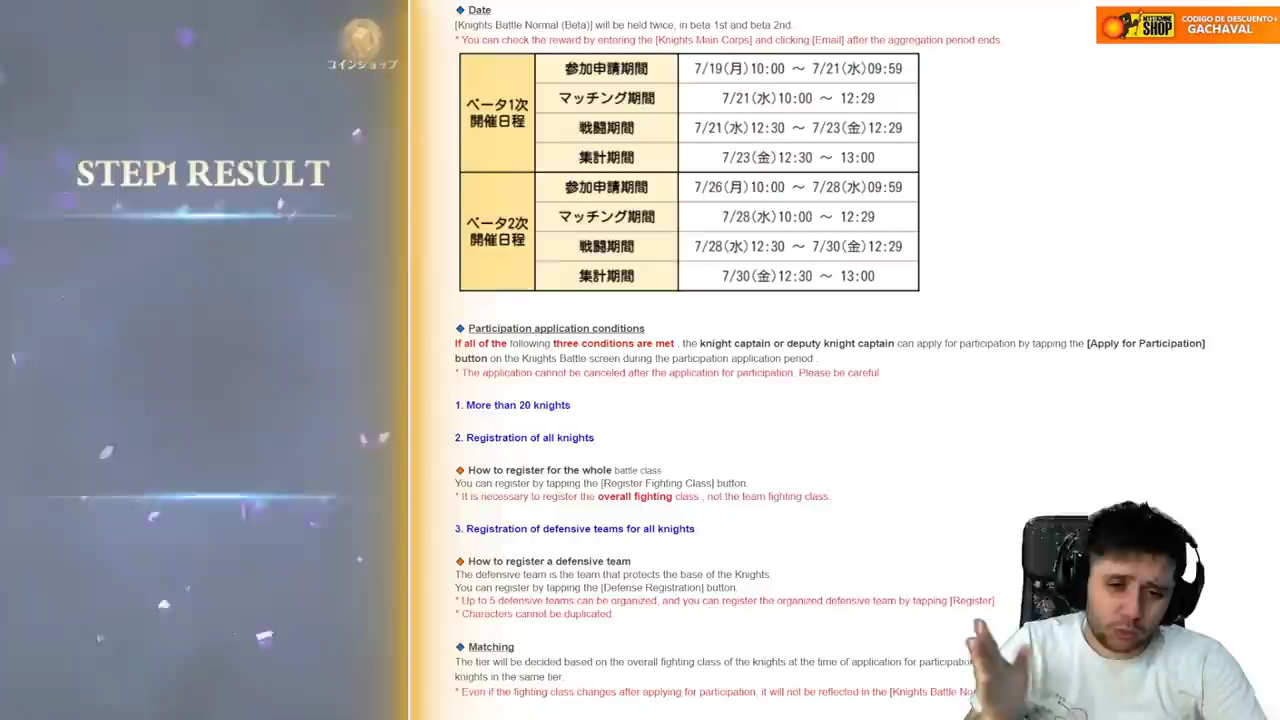 コインショップ
STEP1 RESULT
INSTAGAMING SHOP
CODIGO DE DESCUENTO
GACHAVAL
Date
[Knights Battle Normal (Beta)] will be held twice, in beta 1st and beta 2nd.
* You can check the reward by entering the [Knights Main Corps] and clicking [Email] after the aggregation period ends.
ベータ1次
開催日程
参加申請期間 7/19(月)10:00 ～ 7/21(水)09:59
マッチング期間 7/21(水)10:00 ～ 12:29
戦闘期間 7/21(水)12:30 ～ 7/23(金)12:29
集計期間 7/23(金)12:30 ～ 13:00
ベータ2次
開催日程
参加申請期間 7/26(月)10:00 ～ 7/28(水)09:59
マッチング期間 7/28(水)10:00 ～ 12:29
戦闘期間 7/28(水)12:30 ～ 7/30(金)12:29
集計期間 7/30(金)12:30 ～ 13:00
Participation application conditions
If all of the following three conditions are met , the knight captain or deputy knight captain can apply for participation by tapping the [Apply for Participation]
button on the Knights Battle screen during the participation application period .
* The application cannot be canceled after the application for participation. Please be careful
1. More than 20 knights
2. Registration of all knights
How to register for the whole battle class
You can register by tapping the [Register Fighting Class] button.
* It is necessary to register the overall fighting class , not the team fighting class.
3. Registration of defensive teams for all knights
How to register a defensive team
The defensive team is the team that protects the base of the Knights.
You can register by tapping the [Defense Registration] button.
* Up to 5 defensive teams can be organized, and you can register the organized defensive team by tapping [Register]
* Characters cannot be duplicated.
Matching
The tier will be decided based on the overall fighting class of the knights at the time of application for participatio
knights in the same tier.
* Even if the fighting class changes after applying for participation, it will not be reflected in the [Knights Battle No